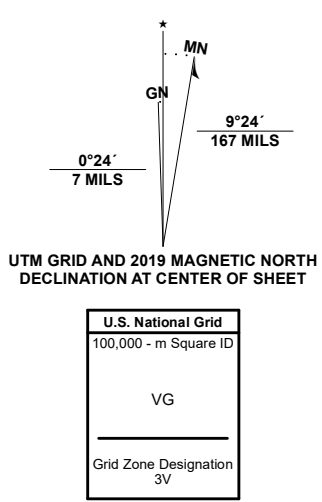 ★
MN
GN
9°24´
167 MILS
0°24´
7 MILS
UTM GRID AND 2019 MAGNETIC NORTH
DECLINATION AT CENTER OF SHEET
U.S. National Grid
100,000 - m Square ID
VG
Grid Zone Designation
3V